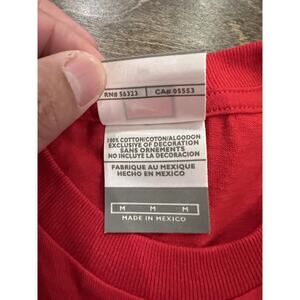 RN# 56323 CA# 05553
100% COTTON/COTON/ALGODON
EXCLUSIVE OF DECORATION
SANS ORNEMENTS
NO INCLUYE LA DECORACION
FABRIQUE AU MEXIQUE
HECHO EN MEXICO
M M M
MADE IN MEXICO